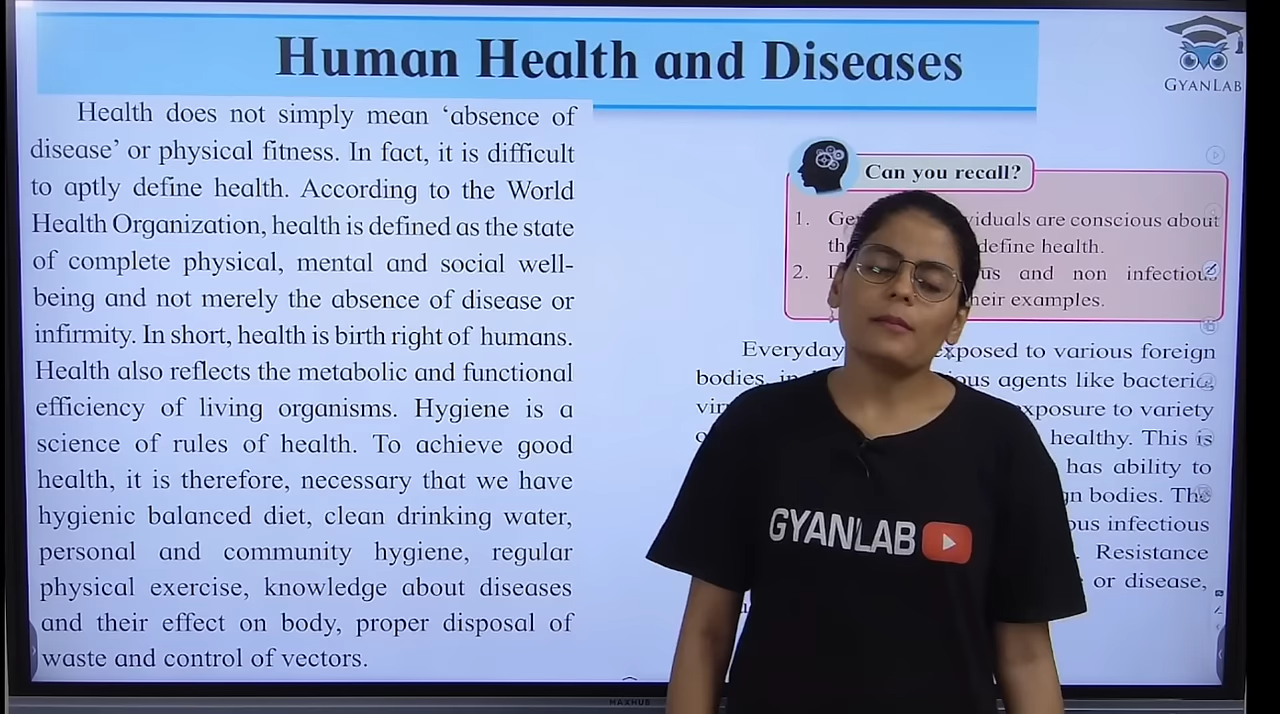 Human Health and Diseases
GYANLAB
Health does not simply mean ‘absence of
disease’ or physical fitness. In fact, it is difficult
to aptly define health. According to the World
Health Organization, health is defined as the state
of complete physical, mental and social well-
being and not merely the absence of disease or
infirmity. In short, health is birth right of humans.
Health also reflects the metabolic and functional
efficiency of living organisms. Hygiene is a
science of rules of health. To achieve good
health, it is therefore, necessary that we have
hygienic balanced diet, clean drinking water,
personal and community hygiene, regular
physical exercise, knowledge about diseases
and their effect on body, proper disposal of
waste and control of vectors.
Can you recall?
1. are conscious about
define health.
2. and non infectious
examples.
Everyday exposed to various foreign
bodies, agents like bacteria,
exposure to variety
healthy. This is
has ability to
bodies. The
infectious
Resistance
or disease,
GYANLAB
MAXHUB